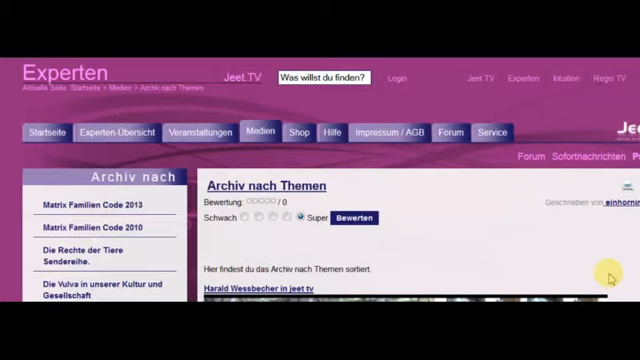 Experten
Jeet.TV
Was willst du finden?
Login
Jeet TV Experten Intuition Regio TV
Aktuelle Seite: Startseite > Medien > Archiv nach Themen
Startseite Experten-Übersicht Veranstaltungen Medien Shop Hilfe Impressum / AGB Forum Service
Forum Sofortnachrichten
Archiv nach
Matrix Familien Code 2013
Matrix Familien Code 2010
Die Rechte der Tiere
Sendereihe.
Die Vulva in unserer Kultur und
Gesellschaft
Archiv nach Themen
Geschrieben von
Bewertung: / 0
Schwach Super Bewerten
Hier findest du das Archiv nach Themen sortiert.
Harald Wessbecher in jeet tv